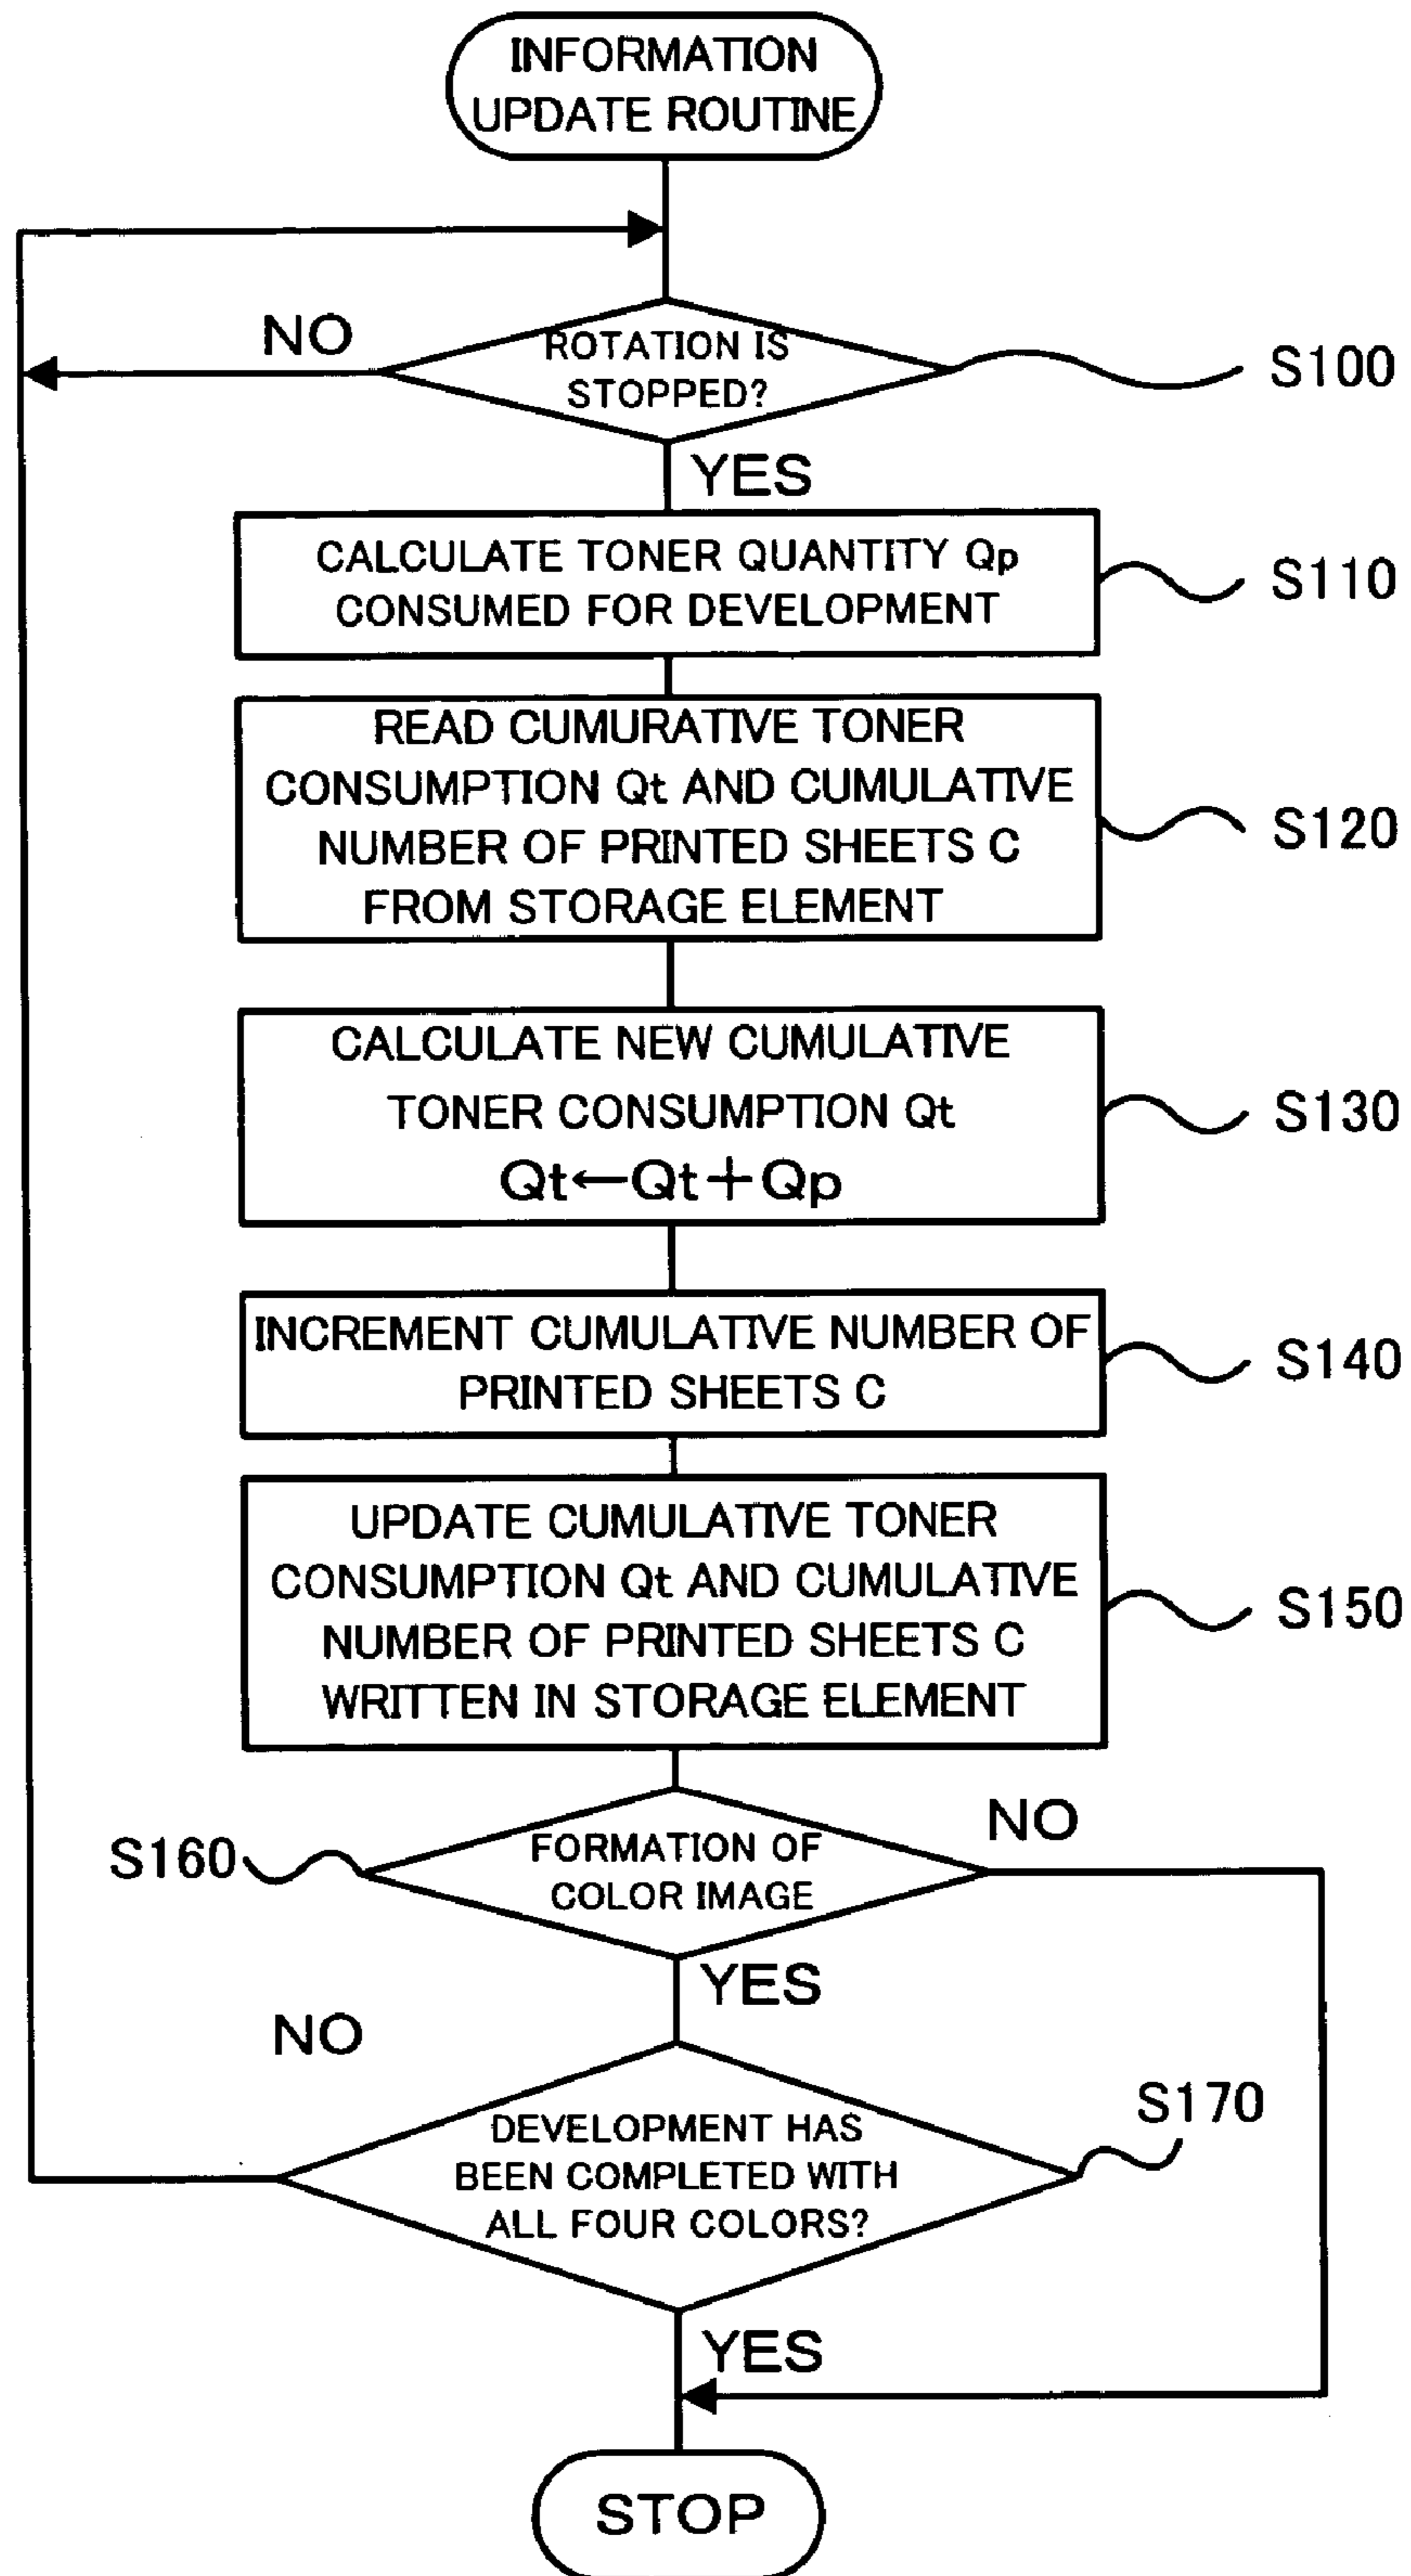 INFORMATION
UPDATE ROUTINE
NO
ROTATION IS
STOPPED?
S100
YES
CALCULATE TONER QUANTITY Qp
CONSUMED FOR DEVELOPMENT
S110
READ CUMURATIVE TONER
CONSUMPTION Qt AND CUMULATIVE
NUMBER OF PRINTED SHEETS C
FROM STORAGE ELEMENT
S120
CALCULATE NEW CUMULATIVE
TONER CONSUMPTION Qt
Qt←Qt+Qp
S130
INCREMENT CUMULATIVE NUMBER OF
PRINTED SHEETS C
S140
UPDATE CUMULATIVE TONER
CONSUMPTION Qt AND CUMULATIVE
NUMBER OF PRINTED SHEETS C
WRITTEN IN STORAGE ELEMENT
S150
S160
FORMATION OF
COLOR IMAGE
NO
YES
NO
DEVELOPMENT HAS
BEEN COMPLETED WITH
ALL FOUR COLORS?
S170
YES
STOP